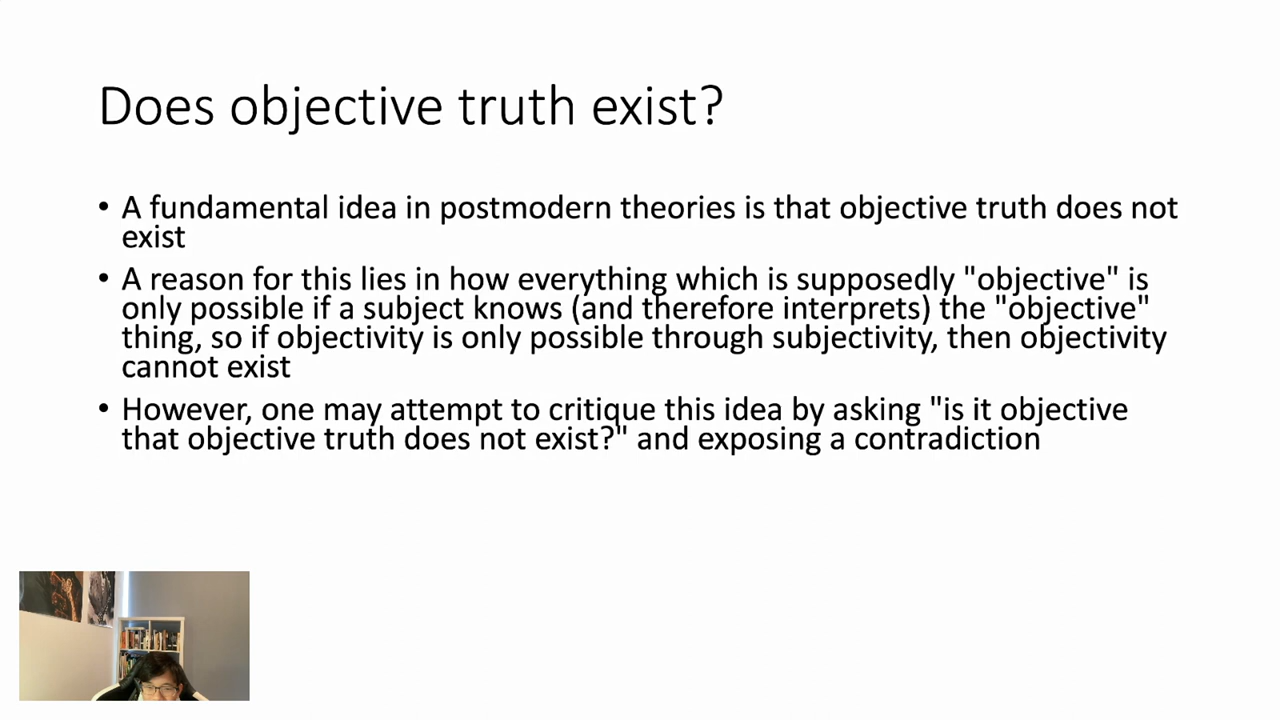 Does objective truth exist?
• A fundamental idea in postmodern theories is that objective truth does not
exist
• A reason for this lies in how everything which is supposedly "objective" is
only possible if a subject knows (and therefore interprets) the "objective"
thing, so if objectivity is only possible through subjectivity, then objectivity
cannot exist
• However, one may attempt to critique this idea by asking "is it objective
that objective truth does not exist?" and exposing a contradiction